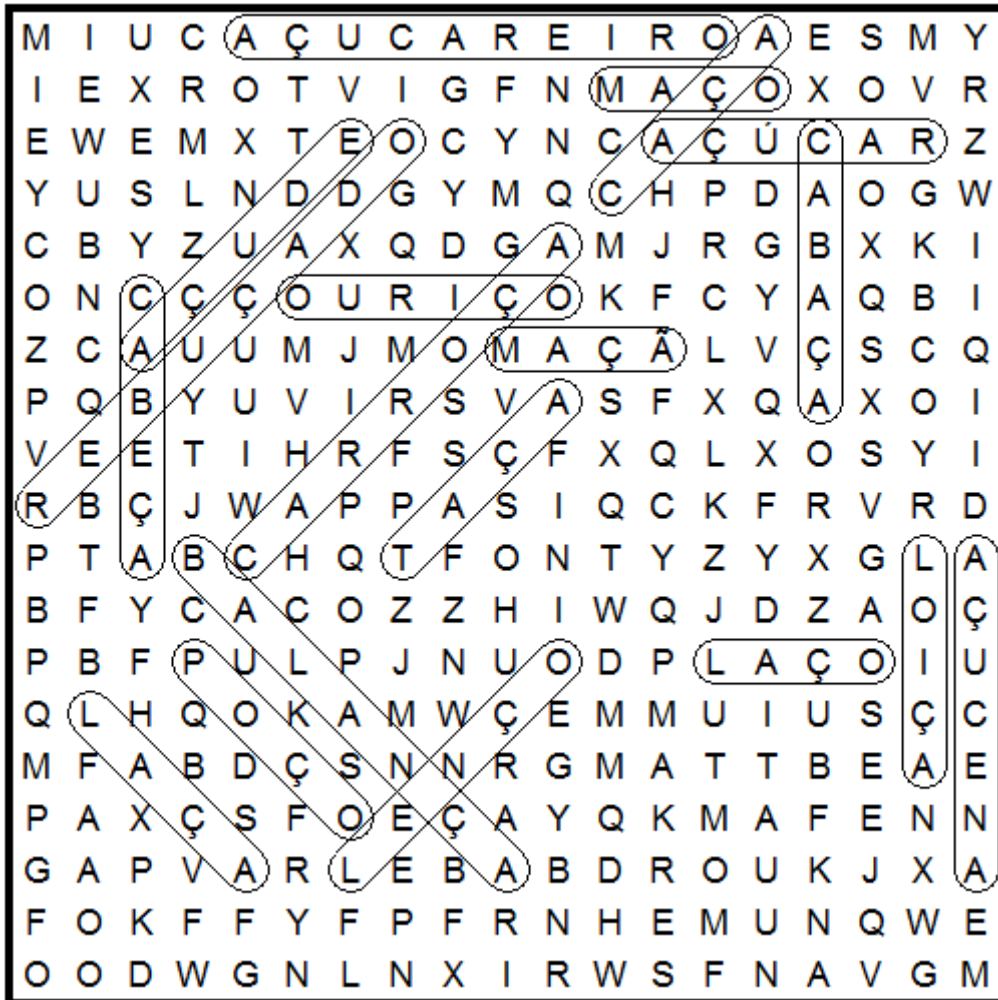 M I U C A Ç U C A R E I R O A E S M Y
I E X R O T V I G F N M A Ç O X O V R
E W E M X T E O C Y N C A Ç Ú C A R Z
Y U S L N D D G Y M Q C H P D A O G W
C B Y Z U A X Q D G A M J R G B X K I
O N C Ç Ç O U R I Ç O K F C Y A Q B I
Z C A U U M J M O M A Ç Ã L V Ç S C Q
P Q B Y U V I R S V A S F X Q A X O I
V E E T I H R F S Ç F X Q L X O S Y I
R B Ç J W A P P A S I Q C K F R V R D
P T A B C H Q T F O N T Y Z Y X G L A
B F Y C A C O Z Z H I W Q J D Z A O Ç
P B F P U L P J N U O D P L A Ç O I U
Q L H Q O K A M W Ç E M M U I U S Ç C
M F A B D Ç S N N R G M A T T B E A E
P A X Ç S F O E Ç A Y Q K M A F E N N
G A P V A R L E B A B D R O U K J X A
F O K F F Y F P F R N H E M U N Q W E
O O D W G N L N X I R W S F N A V G M